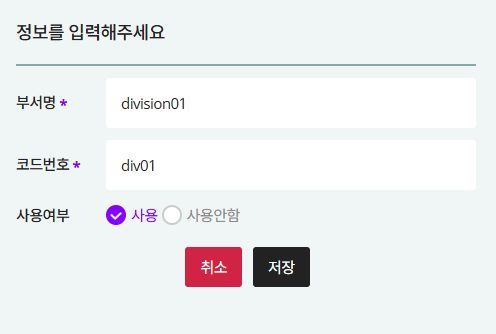 정보를 입력해주세요
부서명 *
division01
코드번호 *
div01
사용여부 사용 사용안함
취소 저장